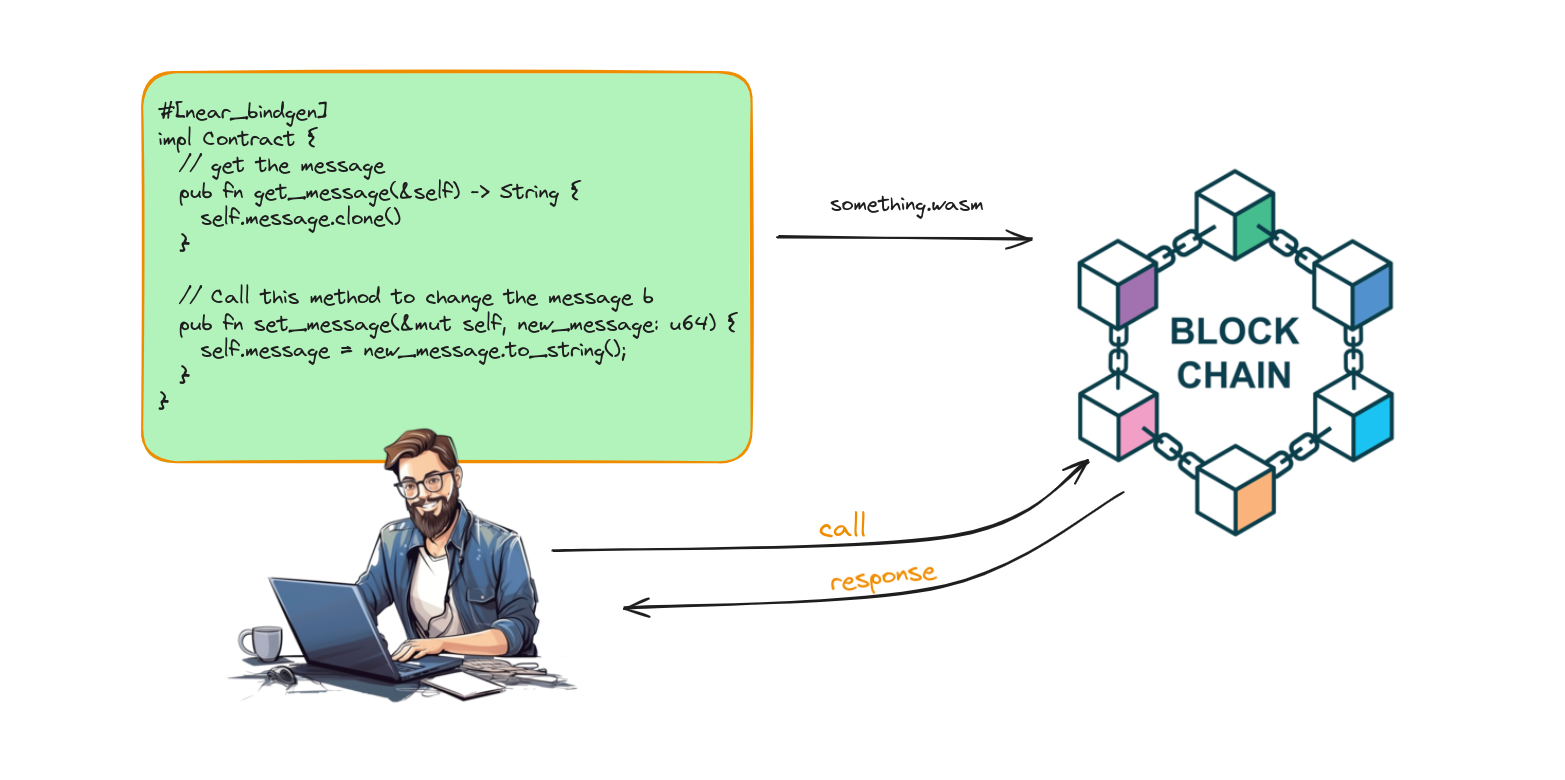 #[near_bindgen]
impl Contract {
// get the message
pub fn get_message(&self) -> String {
self.message.clone()
}
// Call this method to change the message b
pub fn set_message(&mut self, new_message: u64) {
self.message = new_message.to_string();
}
}
something.wasm
BLOCK
CHAIN
call
response